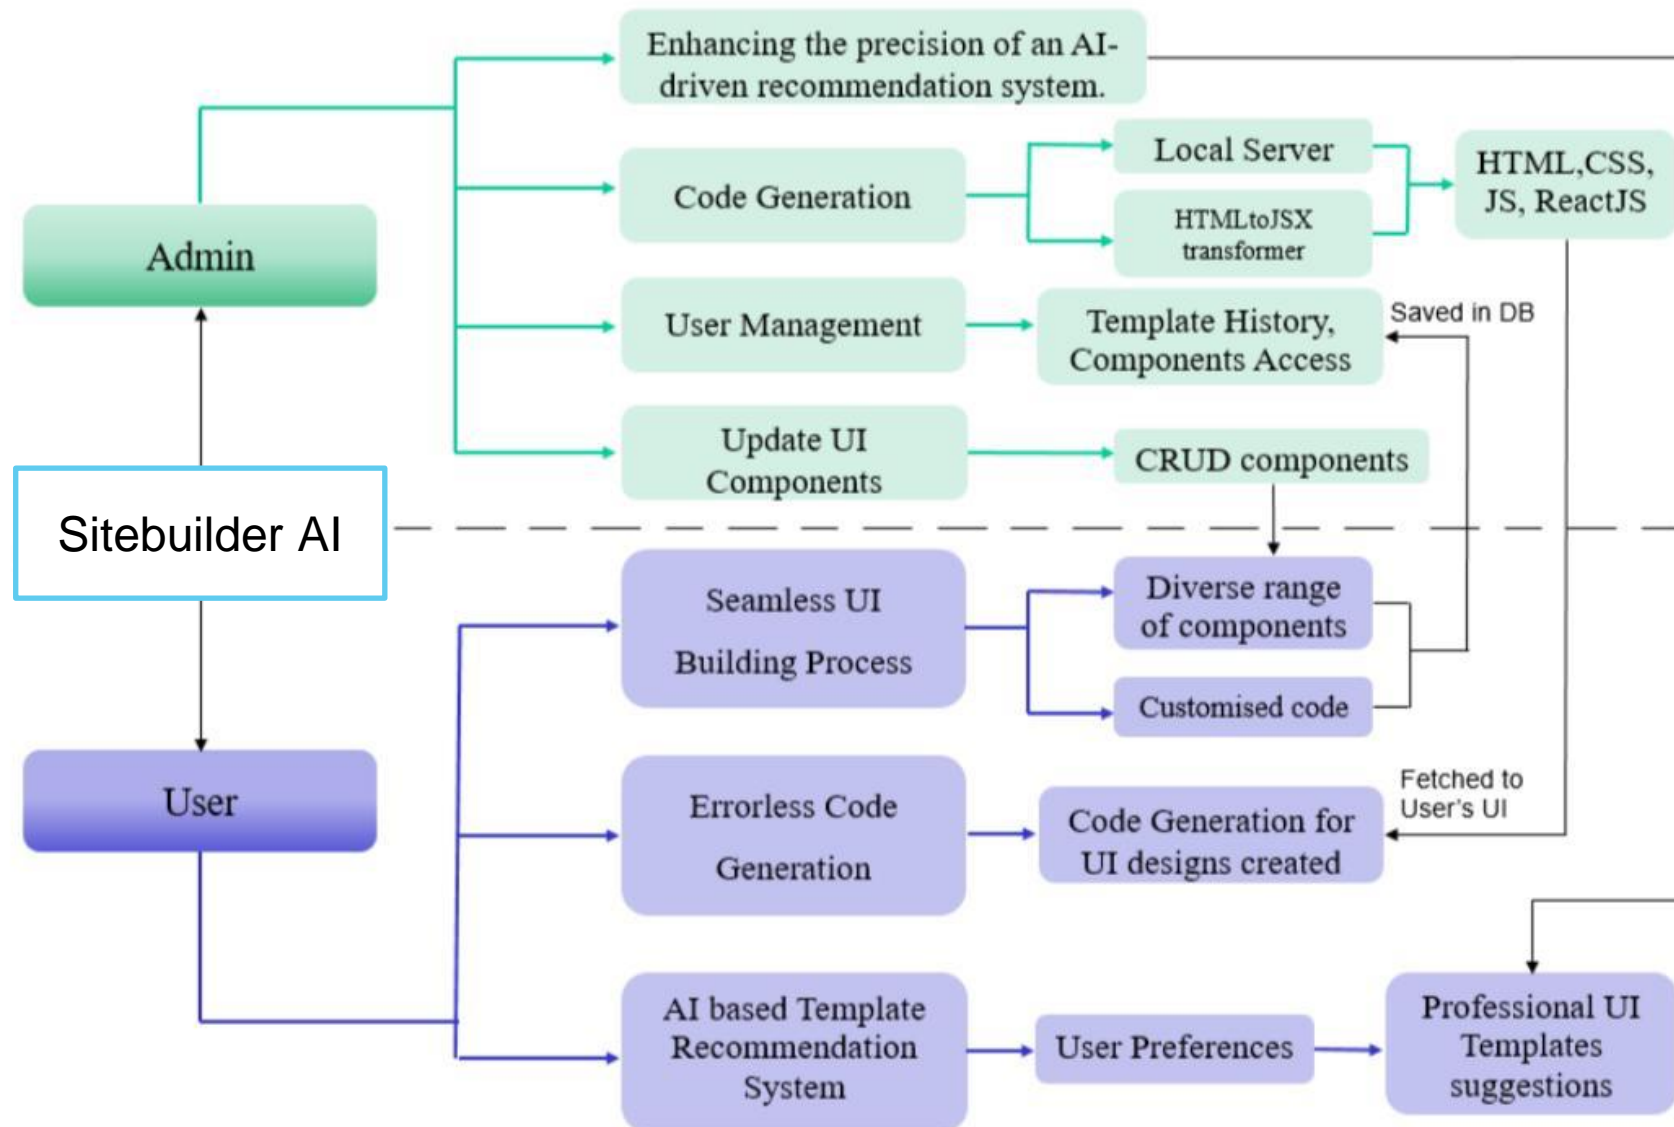 Enhancing the precision of an AI-
driven recommendation system.
Local Server
HTML,CSS,
JS, ReactJS
Code Generation
HTMLtoJSX
transformer
Admin
User Management
Template History,
Components Access
Saved in DB
Update UI
Components
CRUD components
Sitebuilder AI
Seamless UI
Building Process
Diverse range
of components
Customised code
User
Errorless Code
Generation
Code Generation for
UI designs created
Fetched to
User's UI
AI based Template
Recommendation
System
User Preferences
Professional UI
Templates
suggestions